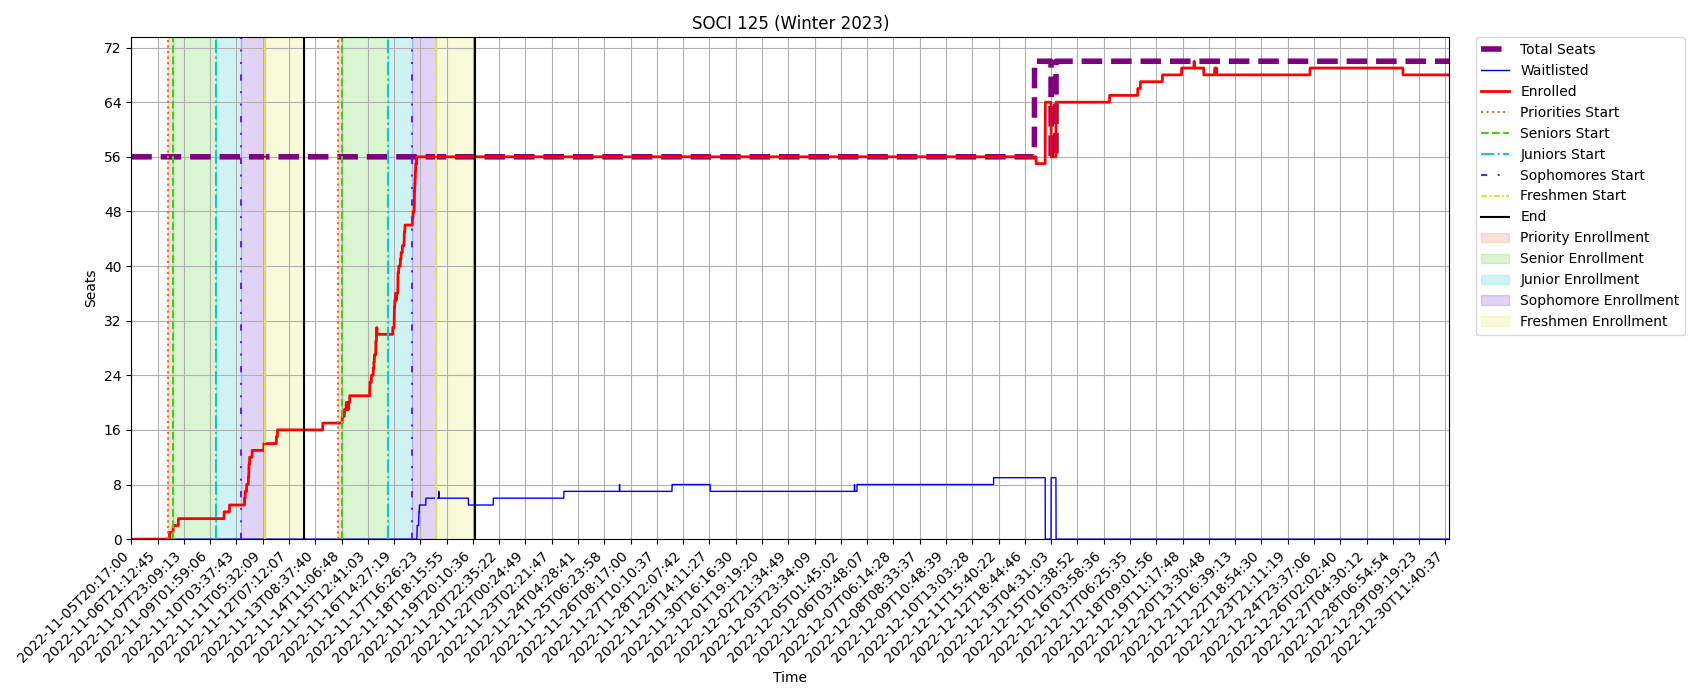 SOCI 125 (Winter 2023)
72
64
56
48
40
32
24
16
8
0
Seats
2022-11-05T20:17:00
2022-11-06T21:12:45
2022-11-07T23:09:13
2022-11-09T01:59:06
2022-11-10T03:37:43
2022-11-11T05:32:09
2022-11-12T07:12:07
2022-11-13T08:37:40
2022-11-14T11:06:48
2022-11-15T12:41:03
2022-11-16T14:27:19
2022-11-17T16:26:23
2022-11-18T18:15:55
2022-11-19T20:10:36
2022-11-20T22:35:22
2022-11-22T00:24:49
2022-11-23T02:21:47
2022-11-24T04:28:41
2022-11-25T06:23:58
2022-11-26T08:17:00
2022-11-27T10:10:37
2022-11-28T12:07:42
2022-11-29T14:11:27
2022-11-30T16:16:30
2022-12-01T19:19:20
2022-12-02T21:34:49
2022-12-03T23:34:09
2022-12-05T01:45:02
2022-12-06T03:48:07
2022-12-07T06:14:28
2022-12-08T08:33:37
2022-12-09T10:48:39
2022-12-10T13:03:28
2022-12-11T15:40:22
2022-12-12T18:44:46
2022-12-13T04:31:03
2022-12-15T01:38:52
2022-12-16T03:58:36
2022-12-17T06:25:35
2022-12-18T09:01:56
2022-12-19T11:17:48
2022-12-20T13:30:48
2022-12-21T16:39:13
2022-12-22T18:54:30
2022-12-23T21:11:19
2022-12-24T23:37:06
2022-12-26T02:02:40
2022-12-27T04:30:12
2022-12-28T06:54:54
2022-12-29T09:19:23
2022-12-30T11:40:37
Time
Total Seats
Waitlisted
Enrolled
Priorities Start
Seniors Start
Juniors Start
Sophomores Start
Freshmen Start
End
Priority Enrollment
Senior Enrollment
Junior Enrollment
Sophomore Enrollment
Freshmen Enrollment